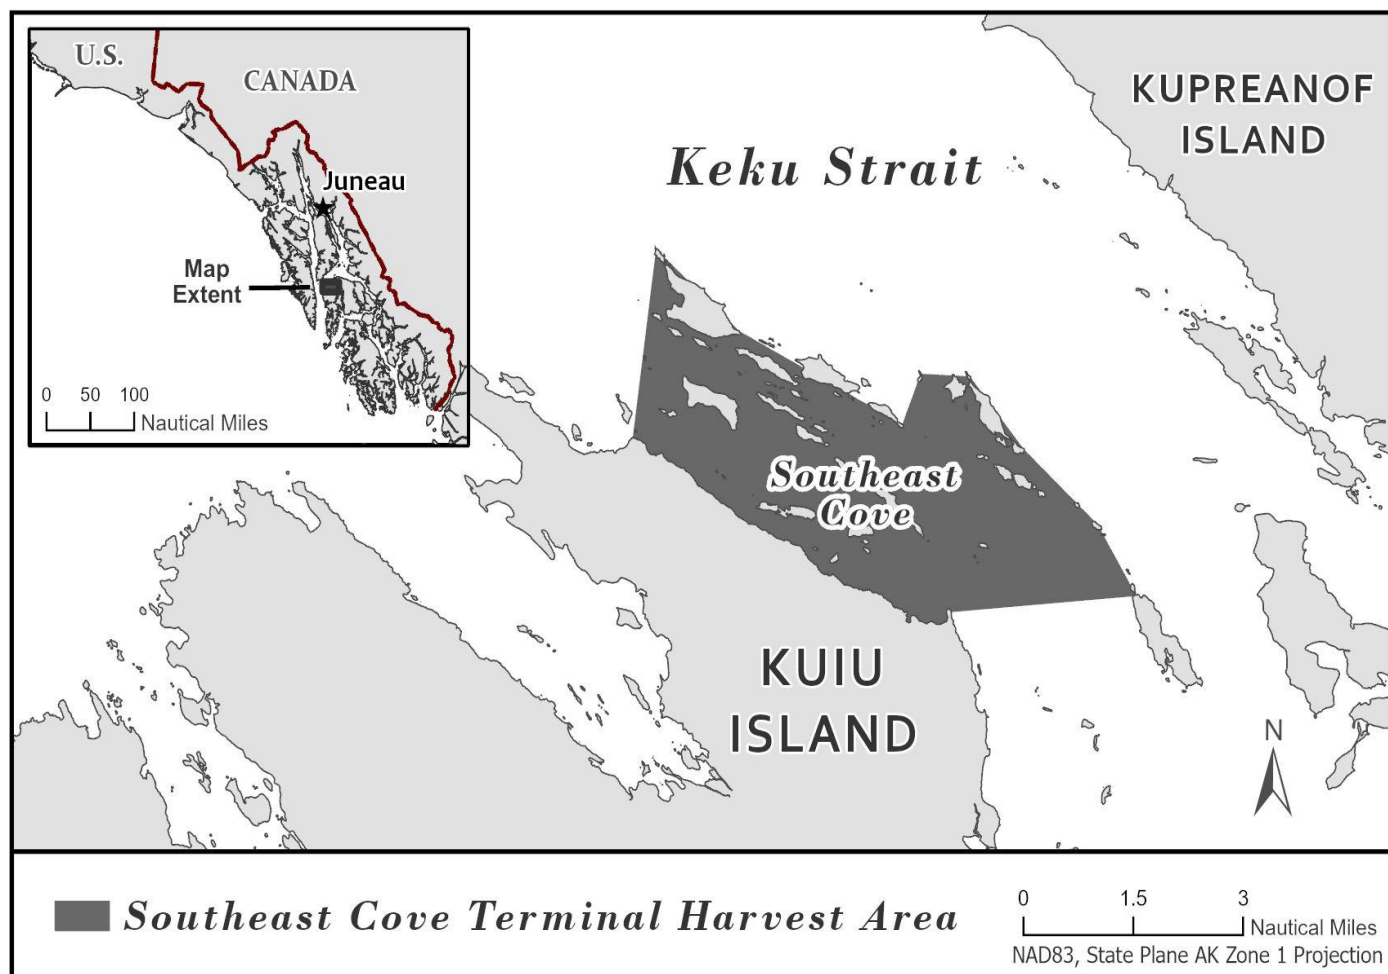 U.S.
CANADA
Juneau
Map
Extent
0 50 100
Nautical Miles
KUPREANOF
ISLAND
Keku Strait
Southeast
Cove
KUIU
ISLAND
N
Southeast Cove Terminal Harvest Area
0 1.5 3
Nautical Miles
NAD83, State Plane AK Zone 1 Projection